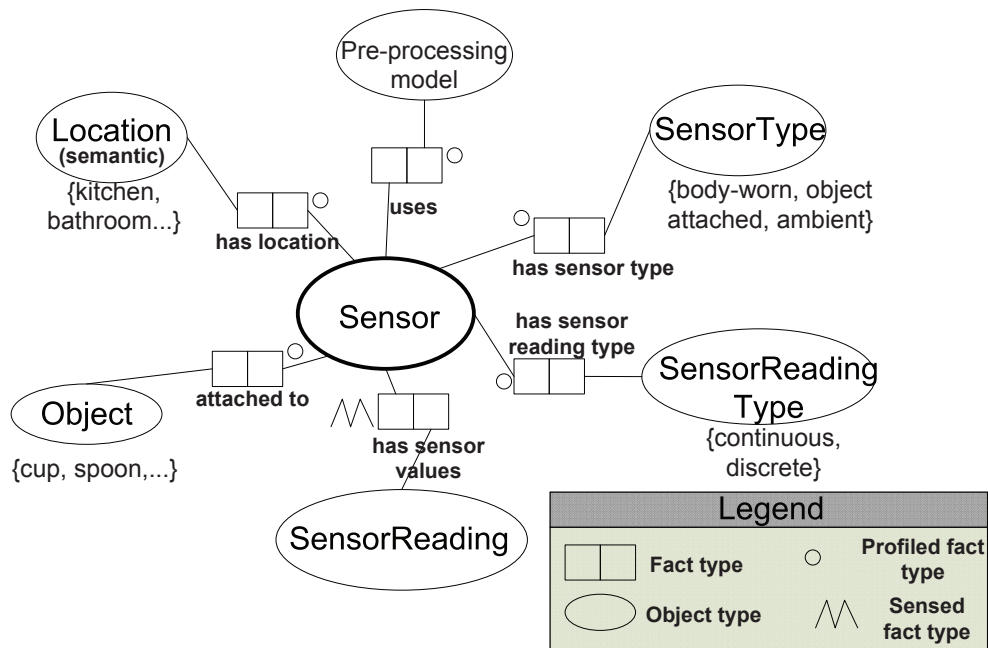 Pre-processing
model
Location
(semantic)
{kitchen,
bathroom...}
SensorType
{body-worn, object
attached, ambient}
uses
has location
has sensor type
Sensor
has sensor
reading type
SensorReading
Type
{continuous,
discrete}
attached to
Object
{cup, spoon,...}
has sensor
values
SensorReading
Legend
Fact type
Profiled fact
type
Object type
Sensed
fact type